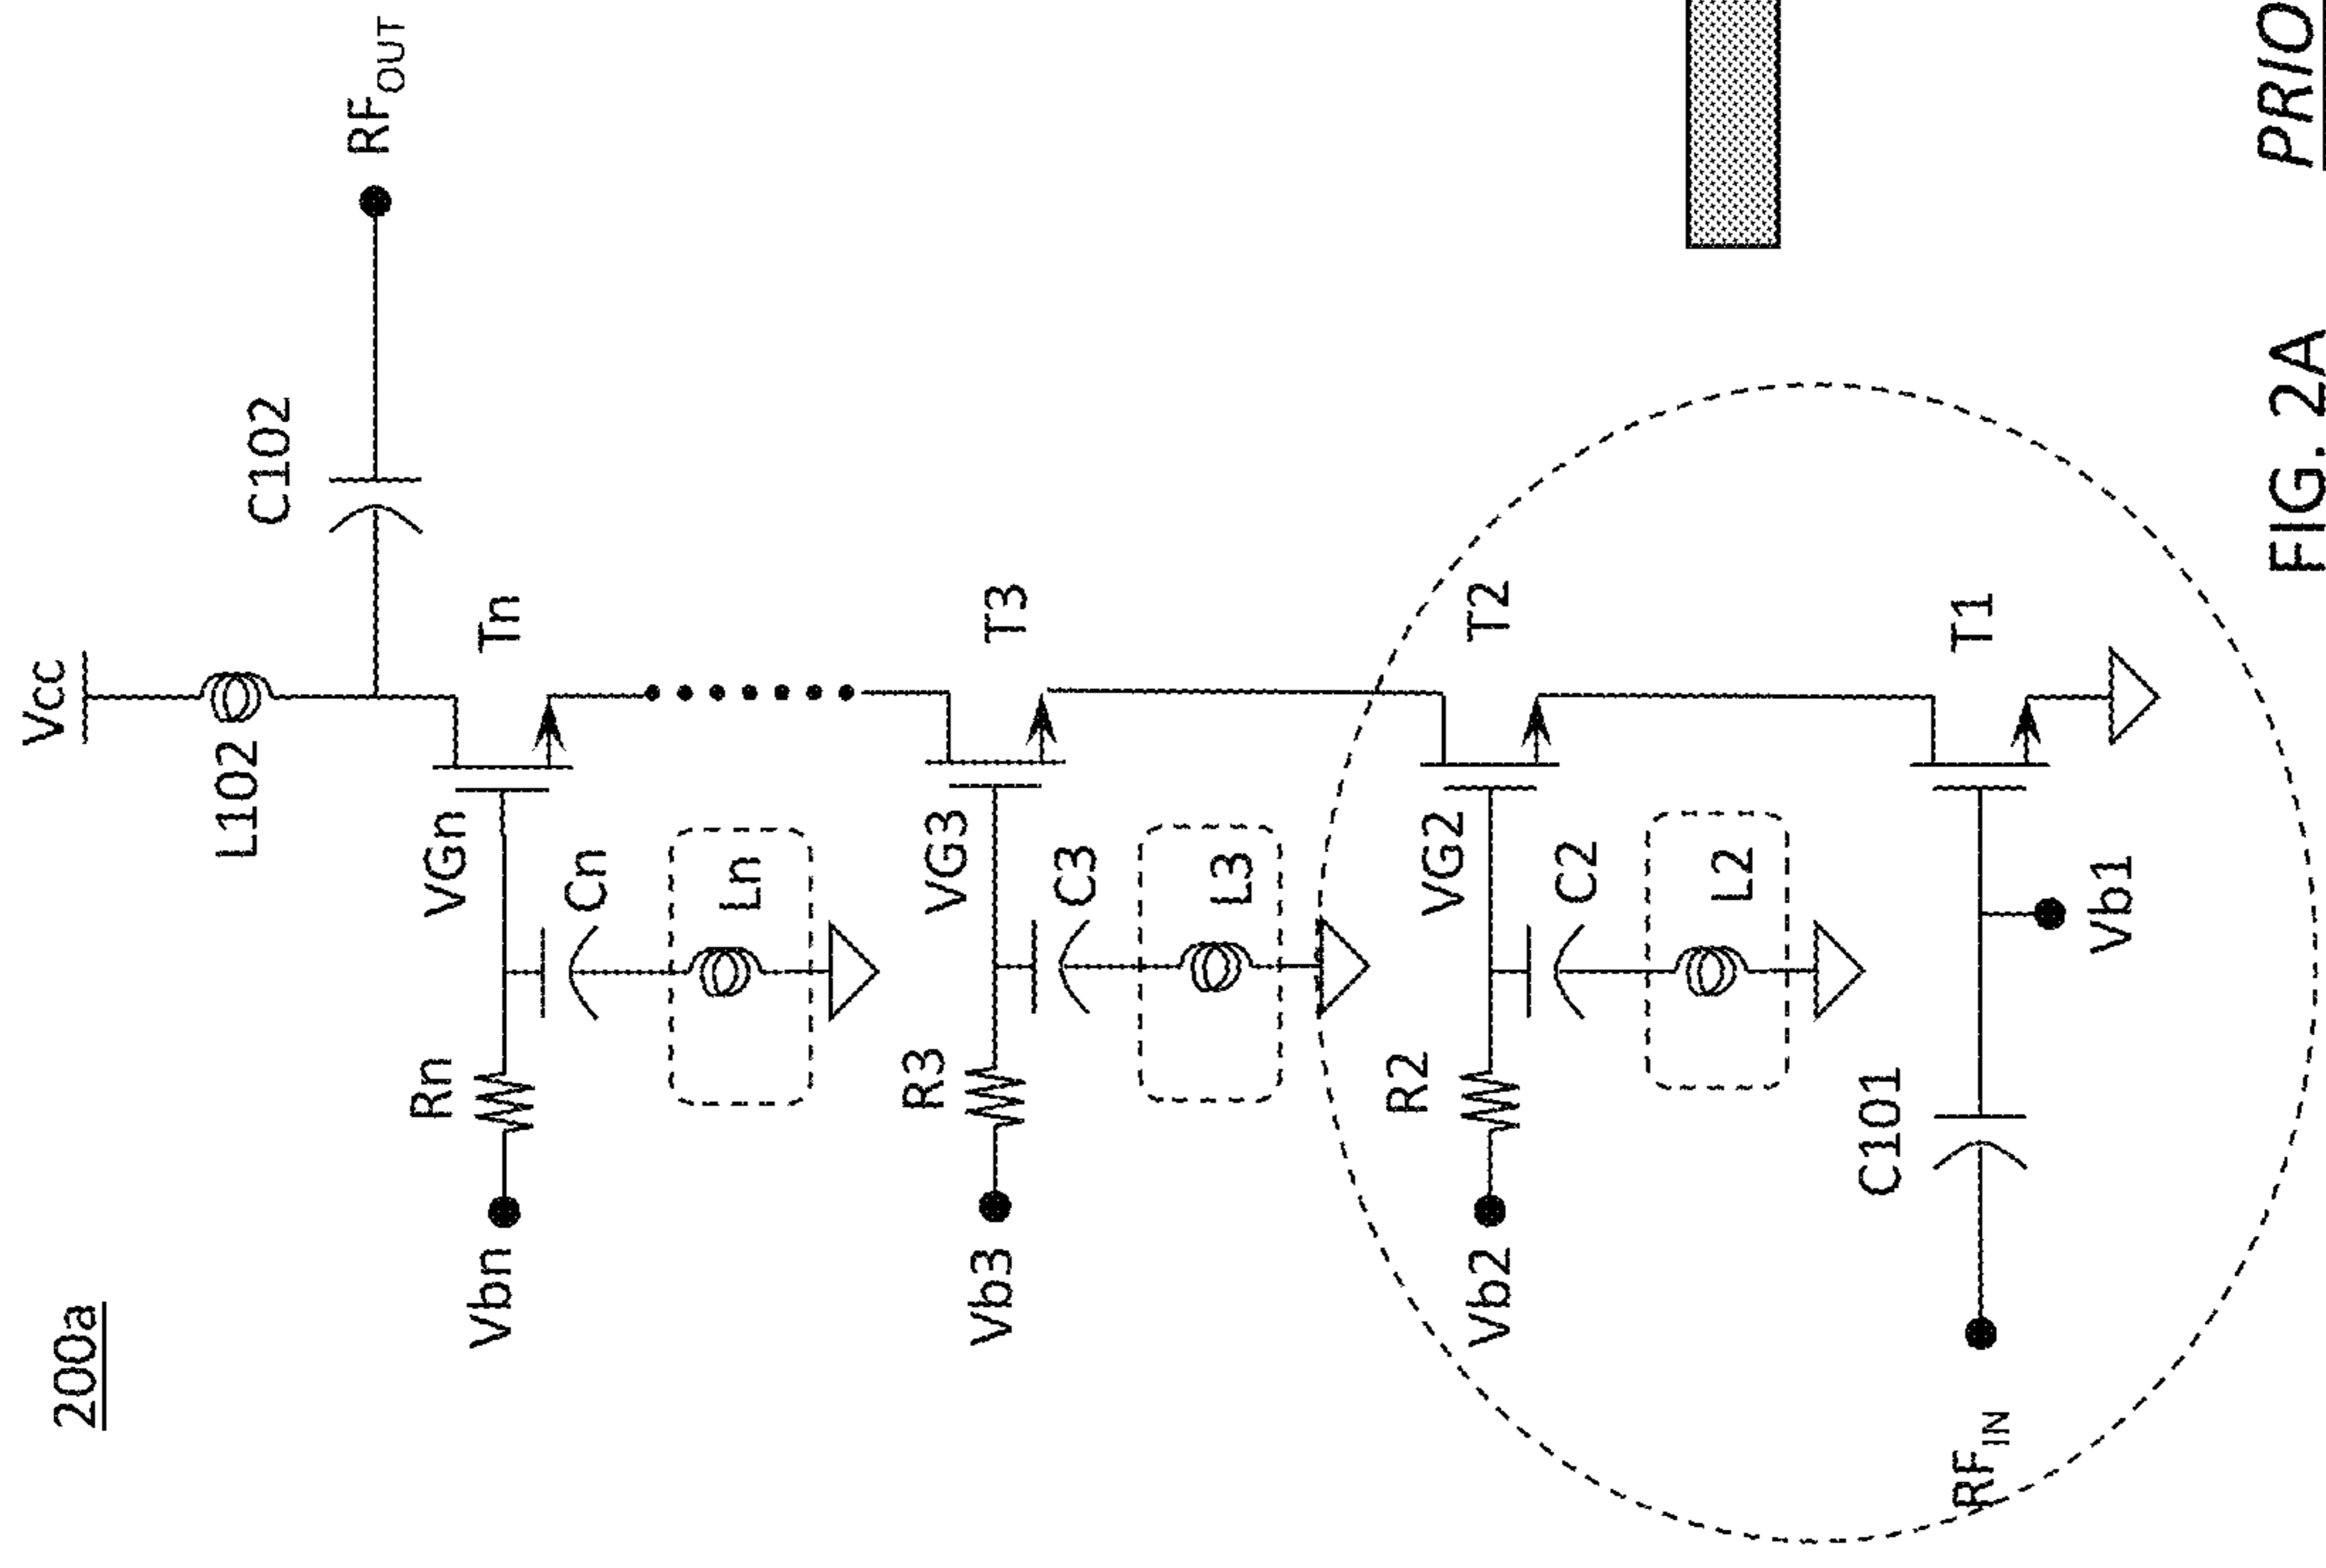 200a
Vcc
L102
C102
RF_OUT
Vbn
Rn
VGn
Tn
Cn
Ln
Vb3
R3
VG3
T3
C3
L3
Vb2
R2
VG2
T2
C2
L2
RF_IN
C101
Vb1
T1
FIG. 2A
PRIO